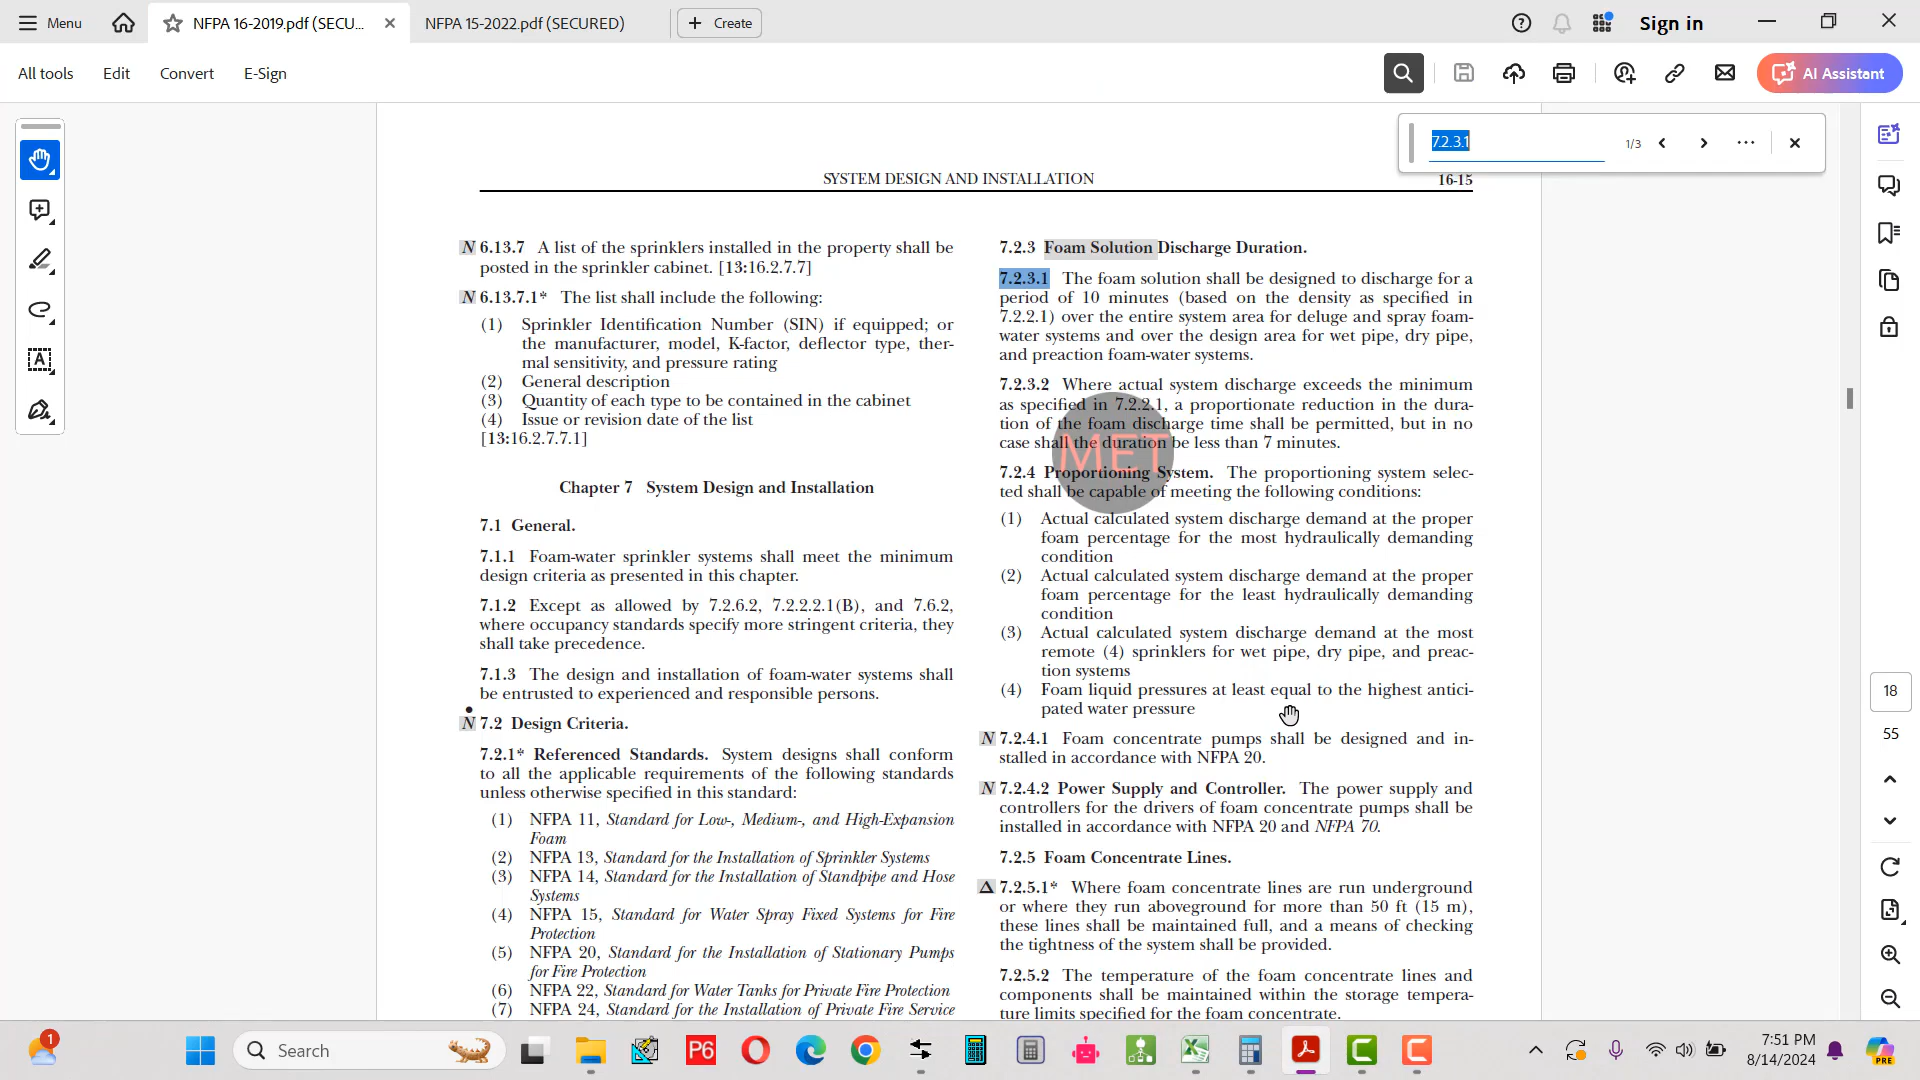 Menu
NFPA 16-2019.pdf (SECU...
NFPA 15-2022.pdf (SECURED)
Create
Sign in
All tools
Edit
Convert
E-Sign
AI Assistant
7.2.3.1
1/3
SYSTEM DESIGN AND INSTALLATION
16-15
N 6.13.7 A list of the sprinklers installed in the property shall be
posted in the sprinkler cabinet. [13:16.2.7.7]
N 6.13.7.1* The list shall include the following:
(1) Sprinkler Identification Number (SIN) if equipped; or
the manufacturer, model, K-factor, deflector type, ther-
mal sensitivity, and pressure rating
(2) General description
(3) Quantity of each type to be contained in the cabinet
(4) Issue or revision date of the list
[13:16.2.7.7.1]
Chapter 7 System Design and Installation
7.1 General.
7.1.1 Foam-water sprinkler systems shall meet the minimum
design criteria as presented in this chapter.
7.1.2 Except as allowed by 7.2.6.2, 7.2.2.2.1(B), and 7.6.2,
where occupancy standards specify more stringent criteria, they
shall take precedence.
7.1.3 The design and installation of foam-water systems shall
be entrusted to experienced and responsible persons.
N 7.2 Design Criteria.
7.2.1* Referenced Standards. System designs shall conform
to all the applicable requirements of the following standards
unless otherwise specified in this standard:
(1) NFPA 11, Standard for Low-, Medium-, and High-Expansion
Foam
(2) NFPA 13, Standard for the Installation of Sprinkler Systems
(3) NFPA 14, Standard for the Installation of Standpipe and Hose
Systems
(4) NFPA 15, Standard for Water Spray Fixed Systems for Fire
Protection
(5) NFPA 20, Standard for the Installation of Stationary Pumps
for Fire Protection
(6) NFPA 22, Standard for Water Tanks for Private Fire Protection
(7) NFPA 24, Standard for the Installation of Private Fire Service
7.2.3 Foam Solution Discharge Duration.
7.2.3.1 The foam solution shall be designed to discharge for a
period of 10 minutes (based on the density as specified in
7.2.2.1) over the entire system area for deluge and spray foam-
water systems and over the design area for wet pipe, dry pipe,
and preaction foam-water systems.
7.2.3.2 Where actual system discharge exceeds the minimum
as specified in 7.2.2.1, a proportionate reduction in the dura-
tion of the foam discharge time shall be permitted, but in no
case shall the duration be less than 7 minutes.
MET
7.2.4 Proportioning System. The proportioning system selec-
ted shall be capable of meeting the following conditions:
(1) Actual calculated system discharge demand at the proper
foam percentage for the most hydraulically demanding
condition
(2) Actual calculated system discharge demand at the proper
foam percentage for the least hydraulically demanding
condition
(3) Actual calculated system discharge demand at the most
remote (4) sprinklers for wet pipe, dry pipe, and preac-
tion systems
(4) Foam liquid pressures at least equal to the highest antici-
pated water pressure
N 7.2.4.1 Foam concentrate pumps shall be designed and in-
stalled in accordance with NFPA 20.
N 7.2.4.2 Power Supply and Controller. The power supply and
controllers for the drivers of foam concentrate pumps shall be
installed in accordance with NFPA 20 and NFPA 70.
7.2.5 Foam Concentrate Lines.
Δ 7.2.5.1* Where foam concentrate lines are run underground
or where they run aboveground for more than 50 ft (15 m),
these lines shall be maintained full, and a means of checking
the tightness of the system shall be provided.
7.2.5.2 The temperature of the foam concentrate lines and
components shall be maintained within the storage tempera-
ture limits specified for the foam concentrate.
18
55
1
Search
P6
7:51 PM
8/14/2024
PRE